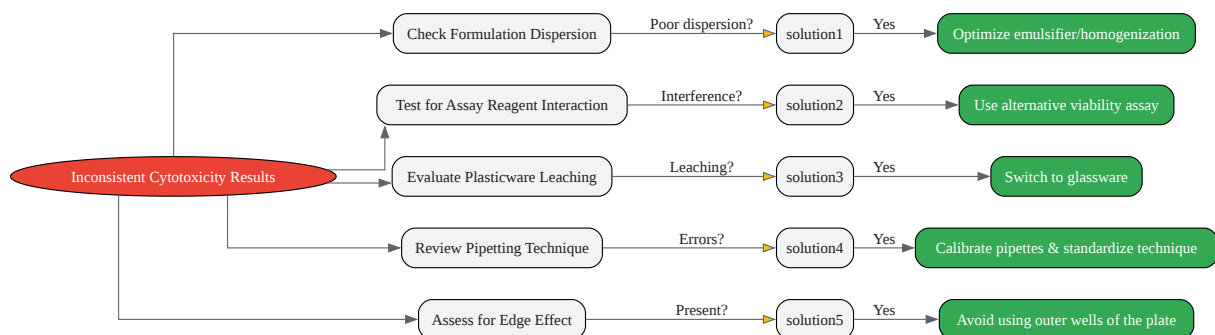 Check Formulation Dispersion
Poor dispersion?
solution1
Yes
Optimize emulsifier/homogenization
Test for Assay Reagent Interaction
Interference?
solution2
Yes
Use alternative viability assay
Inconsistent Cytotoxicity Results
Evaluate Plasticware Leaching
Leaching?
solution3
Yes
Switch to glassware
Review Pipetting Technique
Errors?
solution4
Yes
Calibrate pipettes & standardize technique
Assess for Edge Effect
Present?
solution5
Yes
Avoid using outer wells of the plate